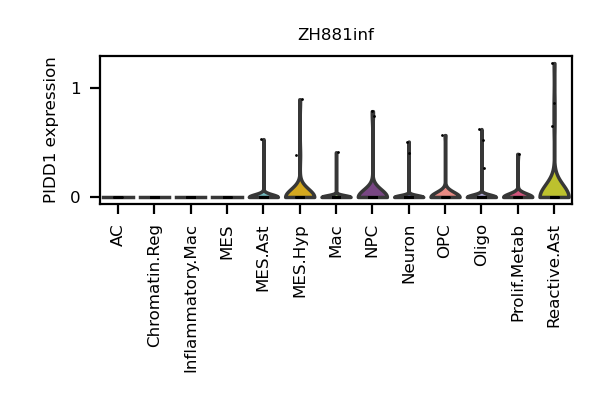 ZH881inf
PIDD1 expression
1
0
AC
Chromatin.Reg
Inflammatory.Mac
MES
MES.Ast
MES.Hyp
Mac
NPC
Neuron
OPC
Oligo
Prolif.Metab
Reactive.Ast